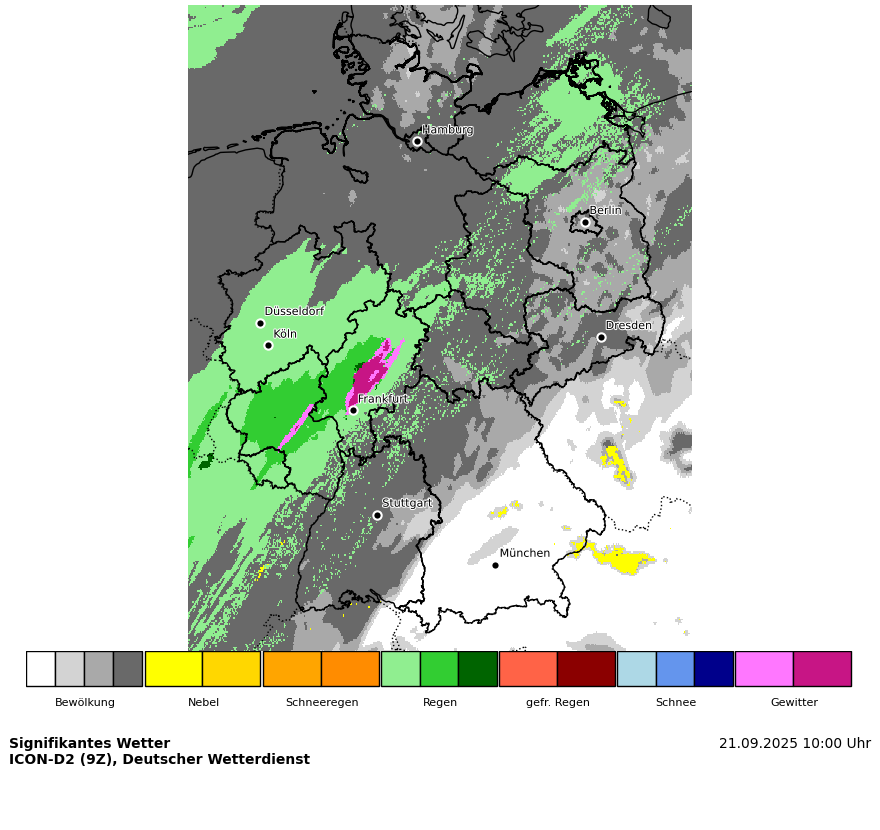 Hamburg
Berlin
Düsseldorf
Köln
Dresden
Frankfurt
Stuttgart
München
Bewölkung Nebel Schneeregen Regen gefr. Regen Schnee Gewitter
Signifikantes Wetter 21.09.2025 10:00 Uhr
ICON-D2 (9Z), Deutscher Wetterdienst